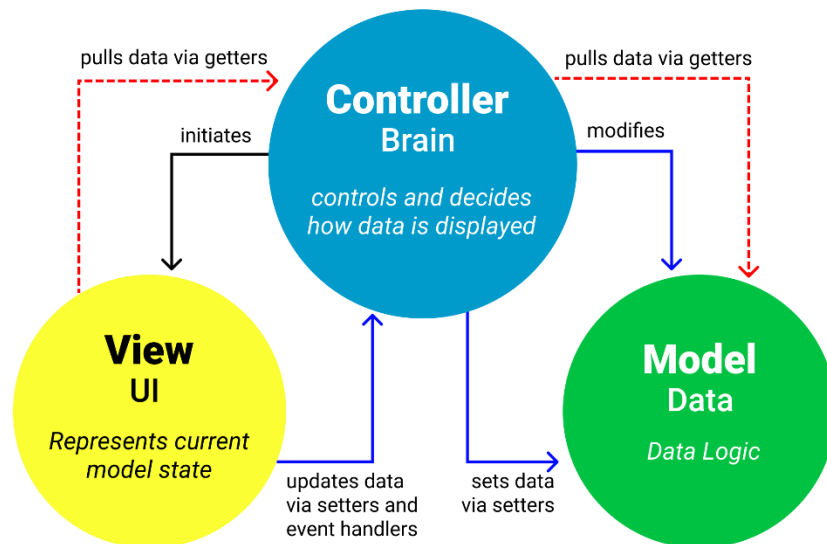 pulls data via getters
pulls data via getters
Controller
Brain
initiates
modifies
controls and decides
how data is displayed
View
UI
Represents current
model state
Model
Data
Data Logic
updates data
via setters and
event handlers
sets data
via setters